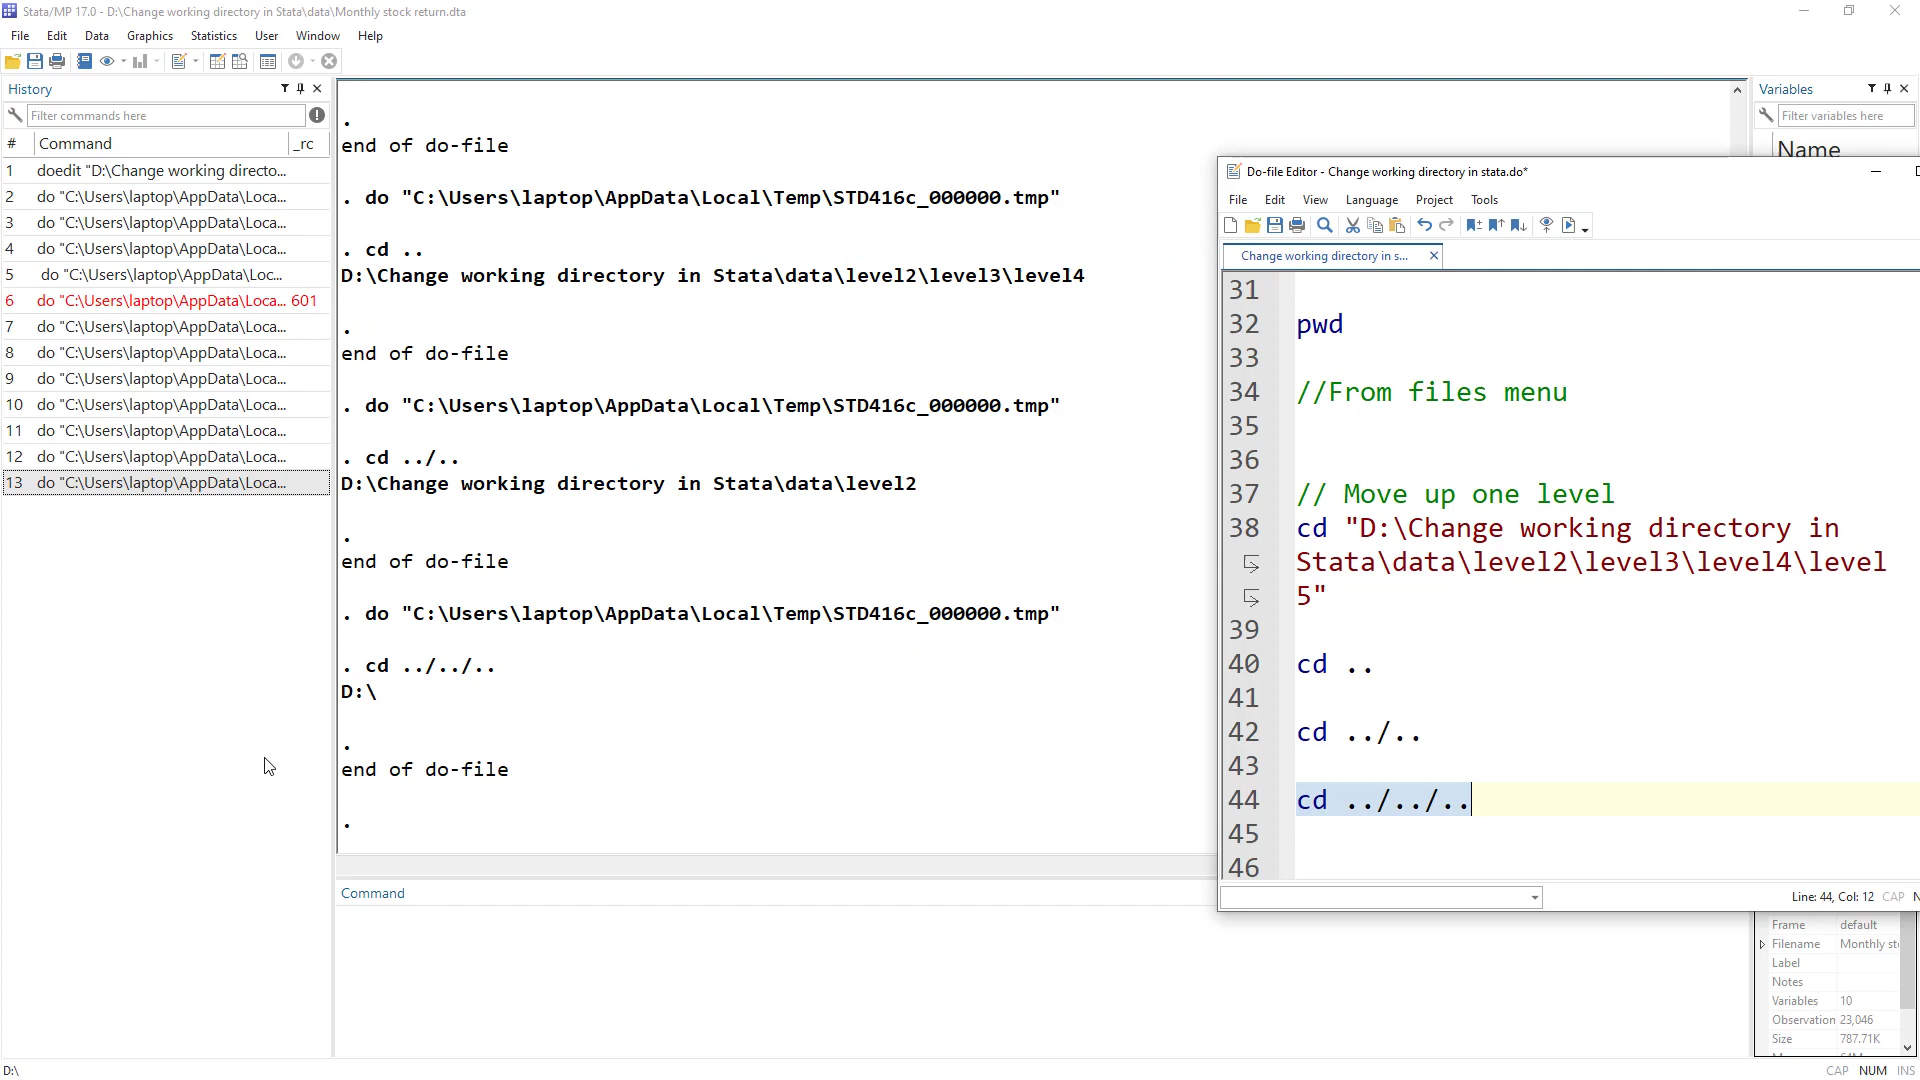 Stata/MP 17.0 - D:\Change working directory in Stata\data\Monthly stock return.dta
File Edit Data Graphics Statistics User Window Help
History
Filter commands here
# Command _rc
1 doedit "D:\Change working directo...
2 do "C:\Users\laptop\AppData\Loca...
3 do "C:\Users\laptop\AppData\Loca...
4 do "C:\Users\laptop\AppData\Loca...
5 do "C:\Users\laptop\AppData\Loc...
6 do "C:\Users\laptop\AppData\Loca... 601
7 do "C:\Users\laptop\AppData\Loca...
8 do "C:\Users\laptop\AppData\Loca...
9 do "C:\Users\laptop\AppData\Loca...
10 do "C:\Users\laptop\AppData\Loca...
11 do "C:\Users\laptop\AppData\Loca...
12 do "C:\Users\laptop\AppData\Loca...
13 do "C:\Users\laptop\AppData\Loca...
.
end of do-file
. do "C:\Users\laptop\AppData\Local\Temp\STD416c_000000.tmp"
. cd ..
D:\Change working directory in Stata\data\level2\level3\level4
.
end of do-file
. do "C:\Users\laptop\AppData\Local\Temp\STD416c_000000.tmp"
. cd ../..
D:\Change working directory in Stata\data\level2
.
end of do-file
. do "C:\Users\laptop\AppData\Local\Temp\STD416c_000000.tmp"
. cd ../../..
D:\
.
end of do-file
.
Command
Variables
Filter variables here
Name
Do-file Editor - Change working directory in stata.do*
File Edit View Language Project Tools
Change working directory in s...
31
32 pwd
33
34 //From files menu
35
36
37 // Move up one level
38 cd "D:\Change working directory in
Stata\data\level2\level3\level4\level
5"
39
40 cd ..
41
42 cd ../..
43
44 cd ../../..
45
46
Line: 44, Col: 12 CAP
Frame default
Filename Monthly st
Label
Notes
Variables 10
Observation 23,046
Size 787.71K
D:\
CAP NUM INS